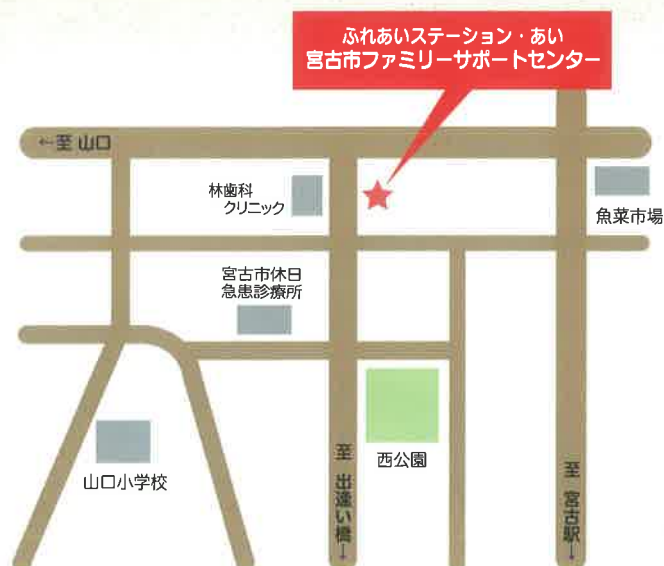 ふれあいステーション・あい
宮古市ファミリーサポートセンター
←至 山口
林歯科
クリニック
魚菜市場
宮古市休日
急患診療所
山口小学校
西公園
至 出逢い橋→
至 宮古駅→